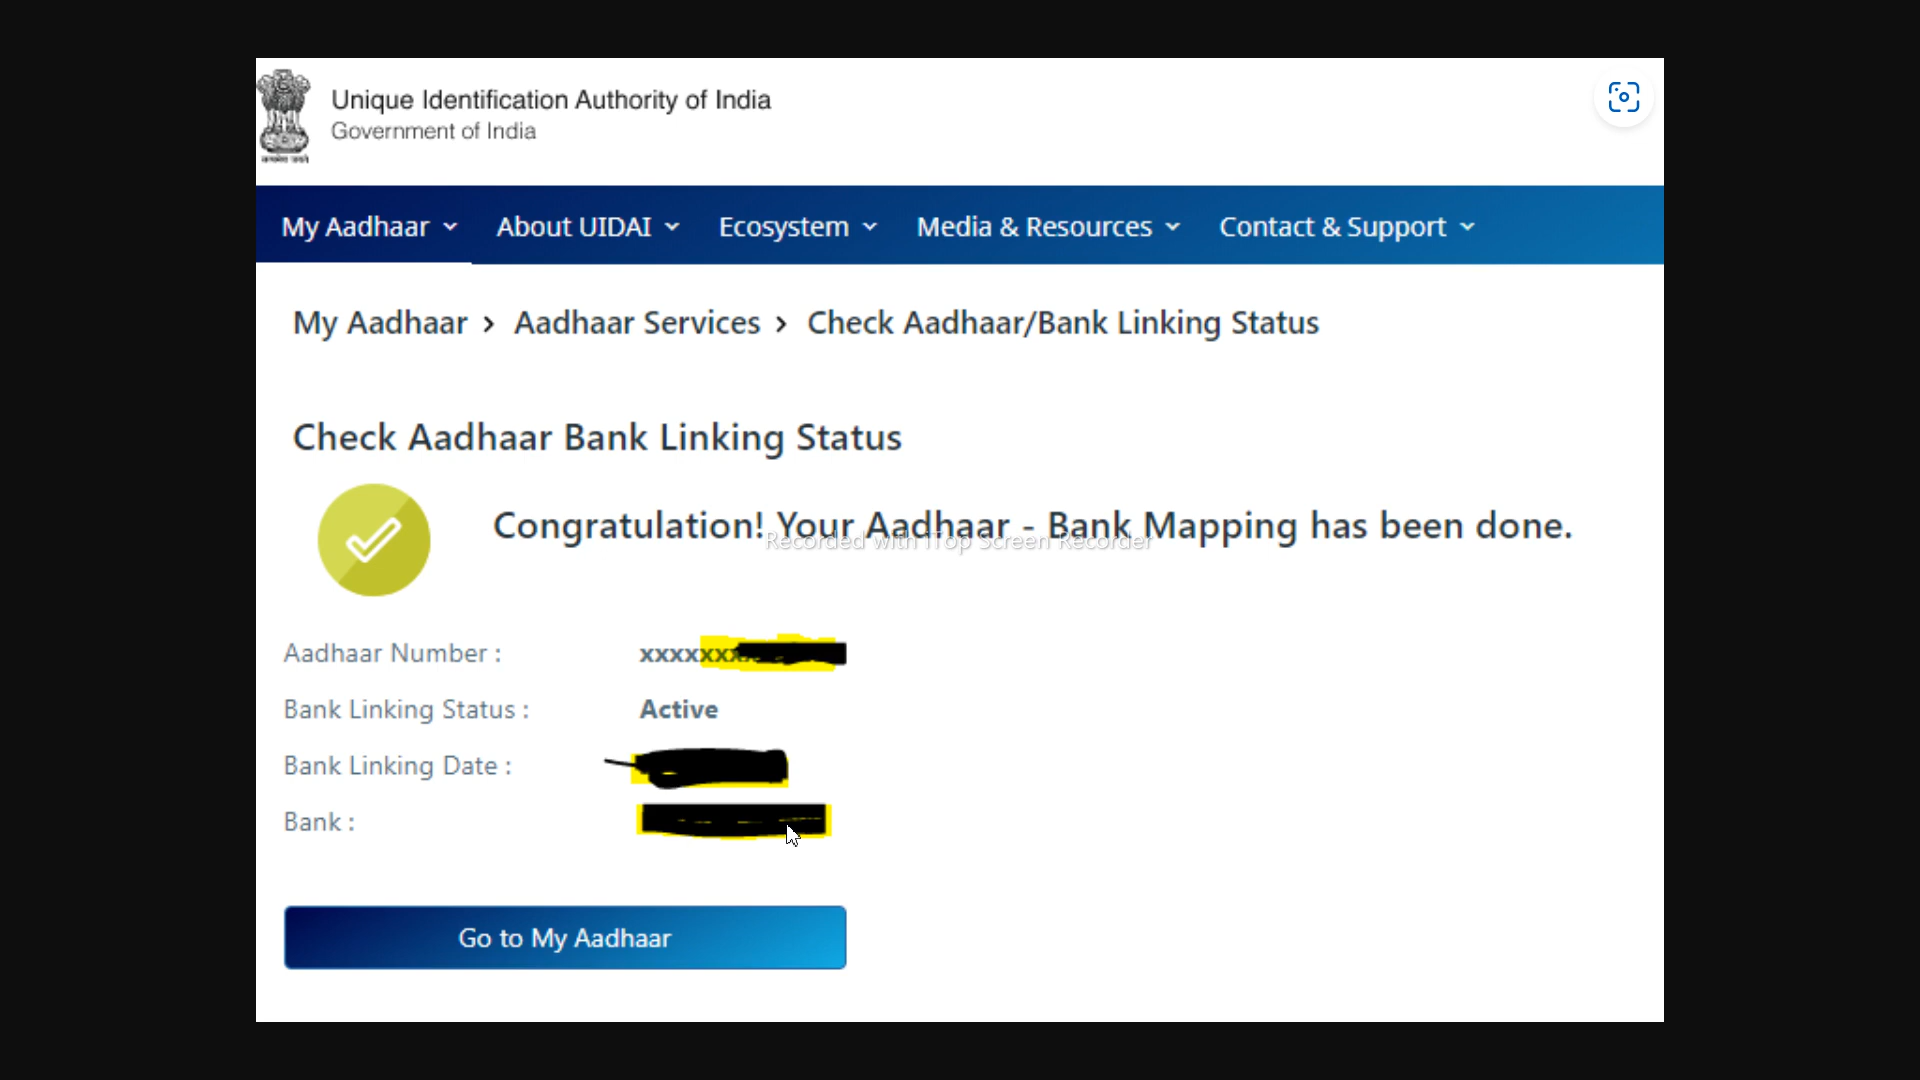 Unique Identification Authority of India
Government of India
My Aadhaar About UIDAI Ecosystem Media & Resources Contact & Support
My Aadhaar > Aadhaar Services > Check Aadhaar/Bank Linking Status
Check Aadhaar Bank Linking Status
Congratulation! Your Aadhaar - Bank Mapping has been done.
Recorded with iTop Screen Recorder
Aadhaar Number : xxxxxxx
Bank Linking Status : Active
Bank Linking Date :
Bank :
Go to My Aadhaar